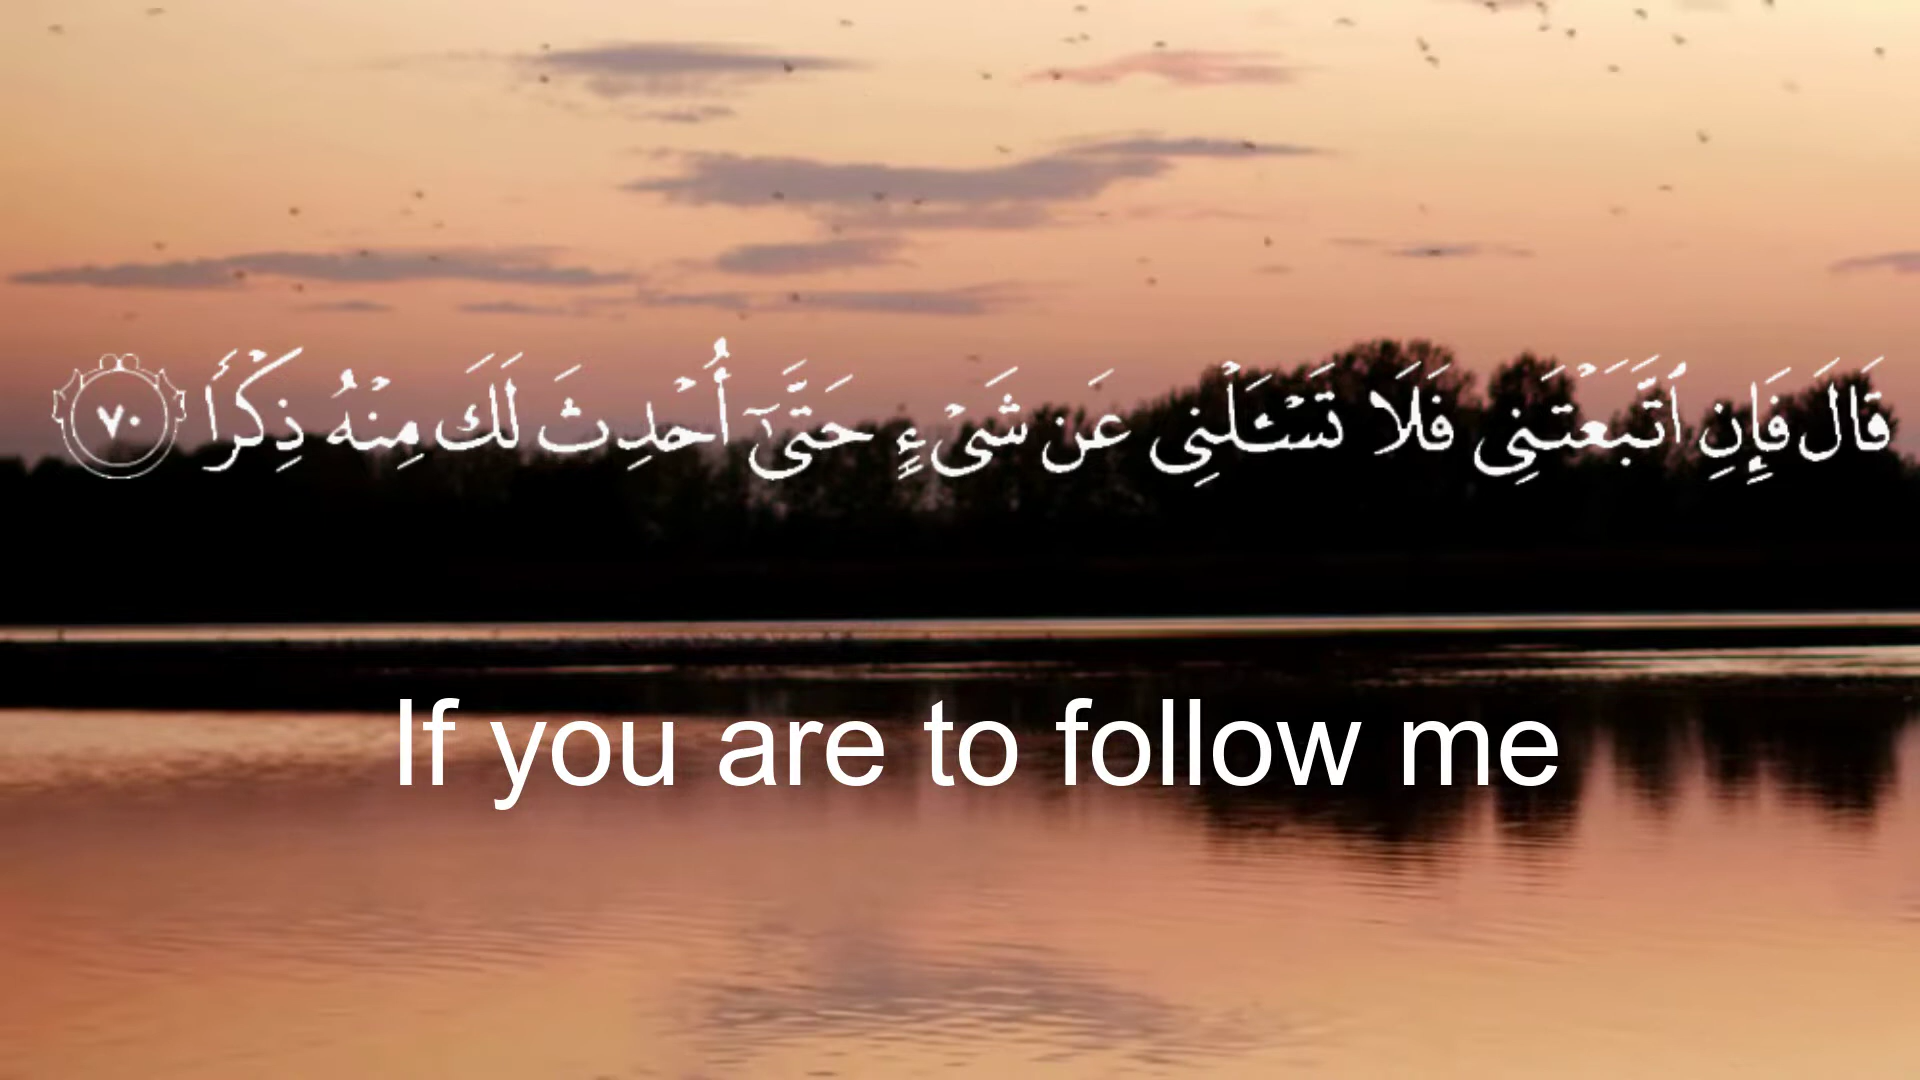 قَالَ فَإِنِ ٱتَّبَعْتَنِى فَلَا تَسْـَٔلْنِى عَن شَىْءٍ حَتَّىٰٓ أُحْدِثَ لَكَ مِنْهُ ذِكْرًا ٧٠
If you are to follow me